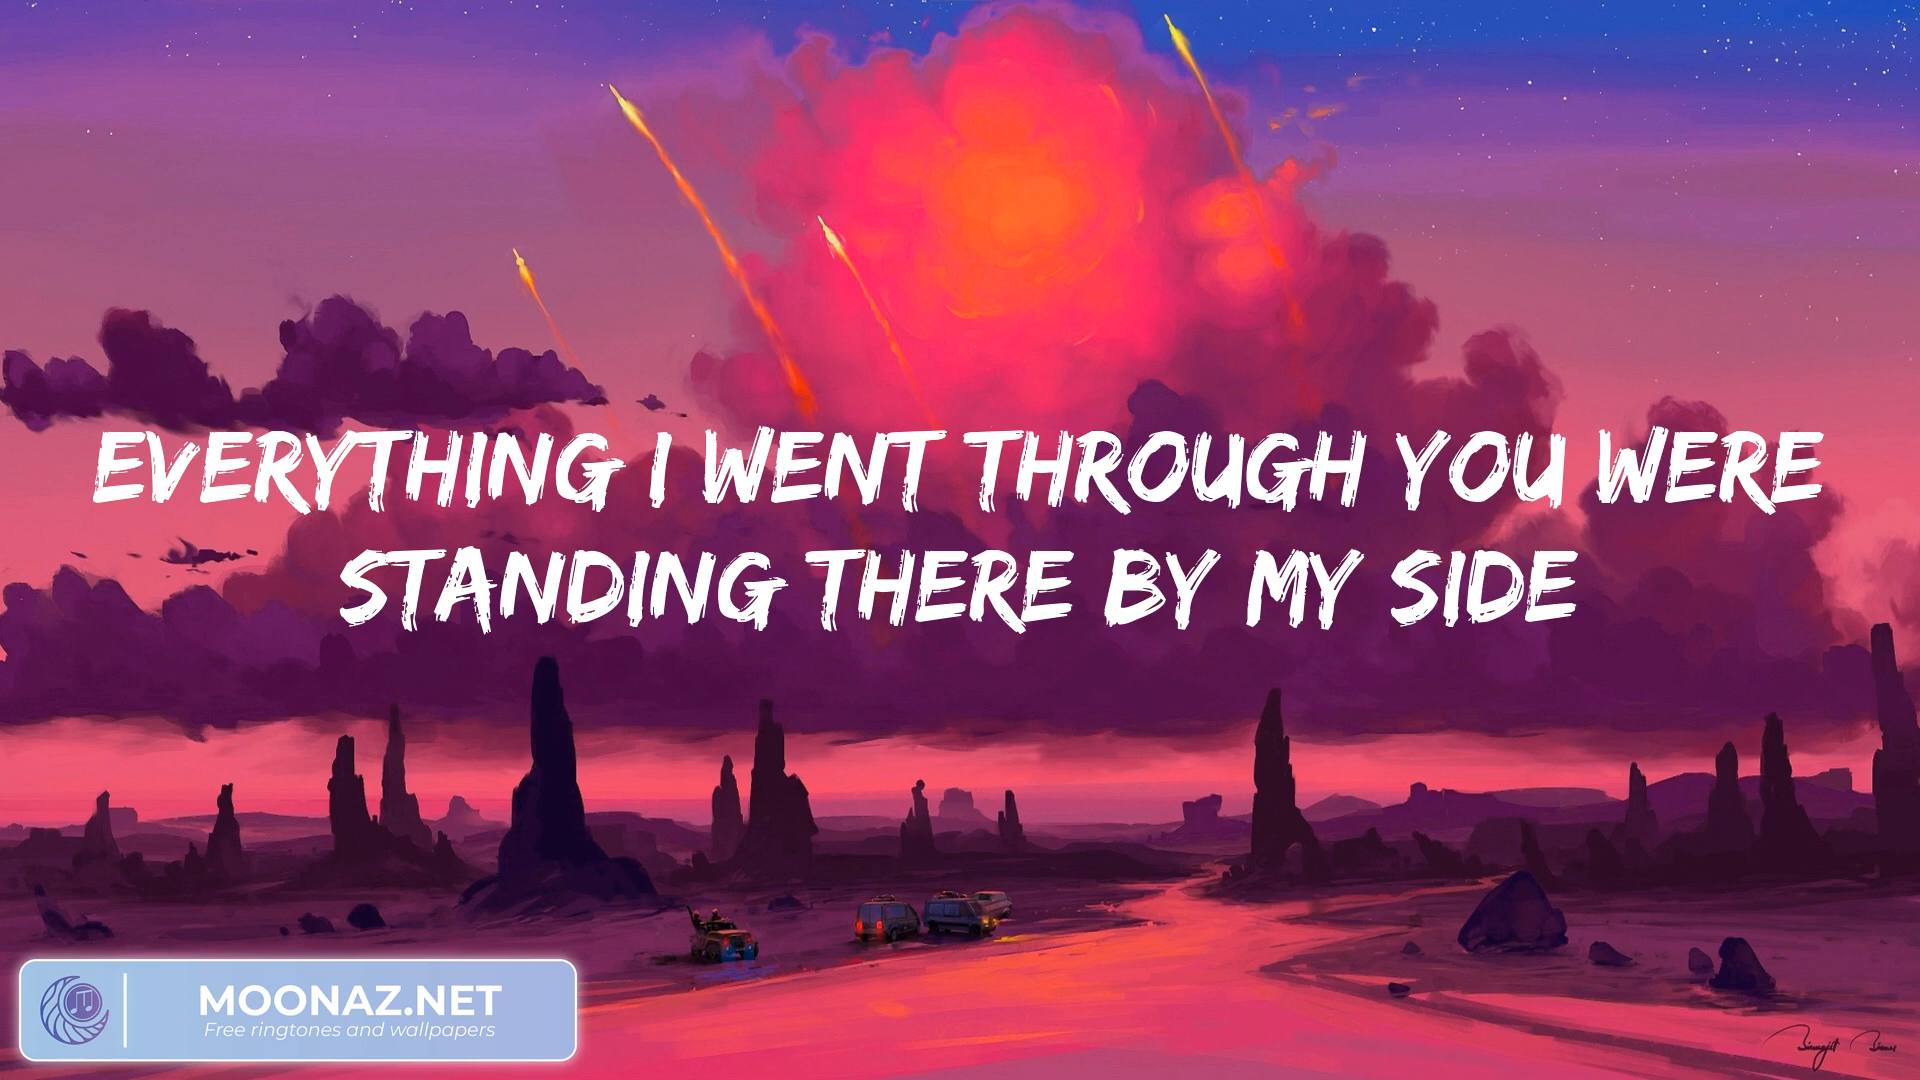 EVERYTHING I WENT THROUGH YOU WERE
STANDING THERE BY MY SIDE
MOONAZ.NET
Free ringtones and wallpapers